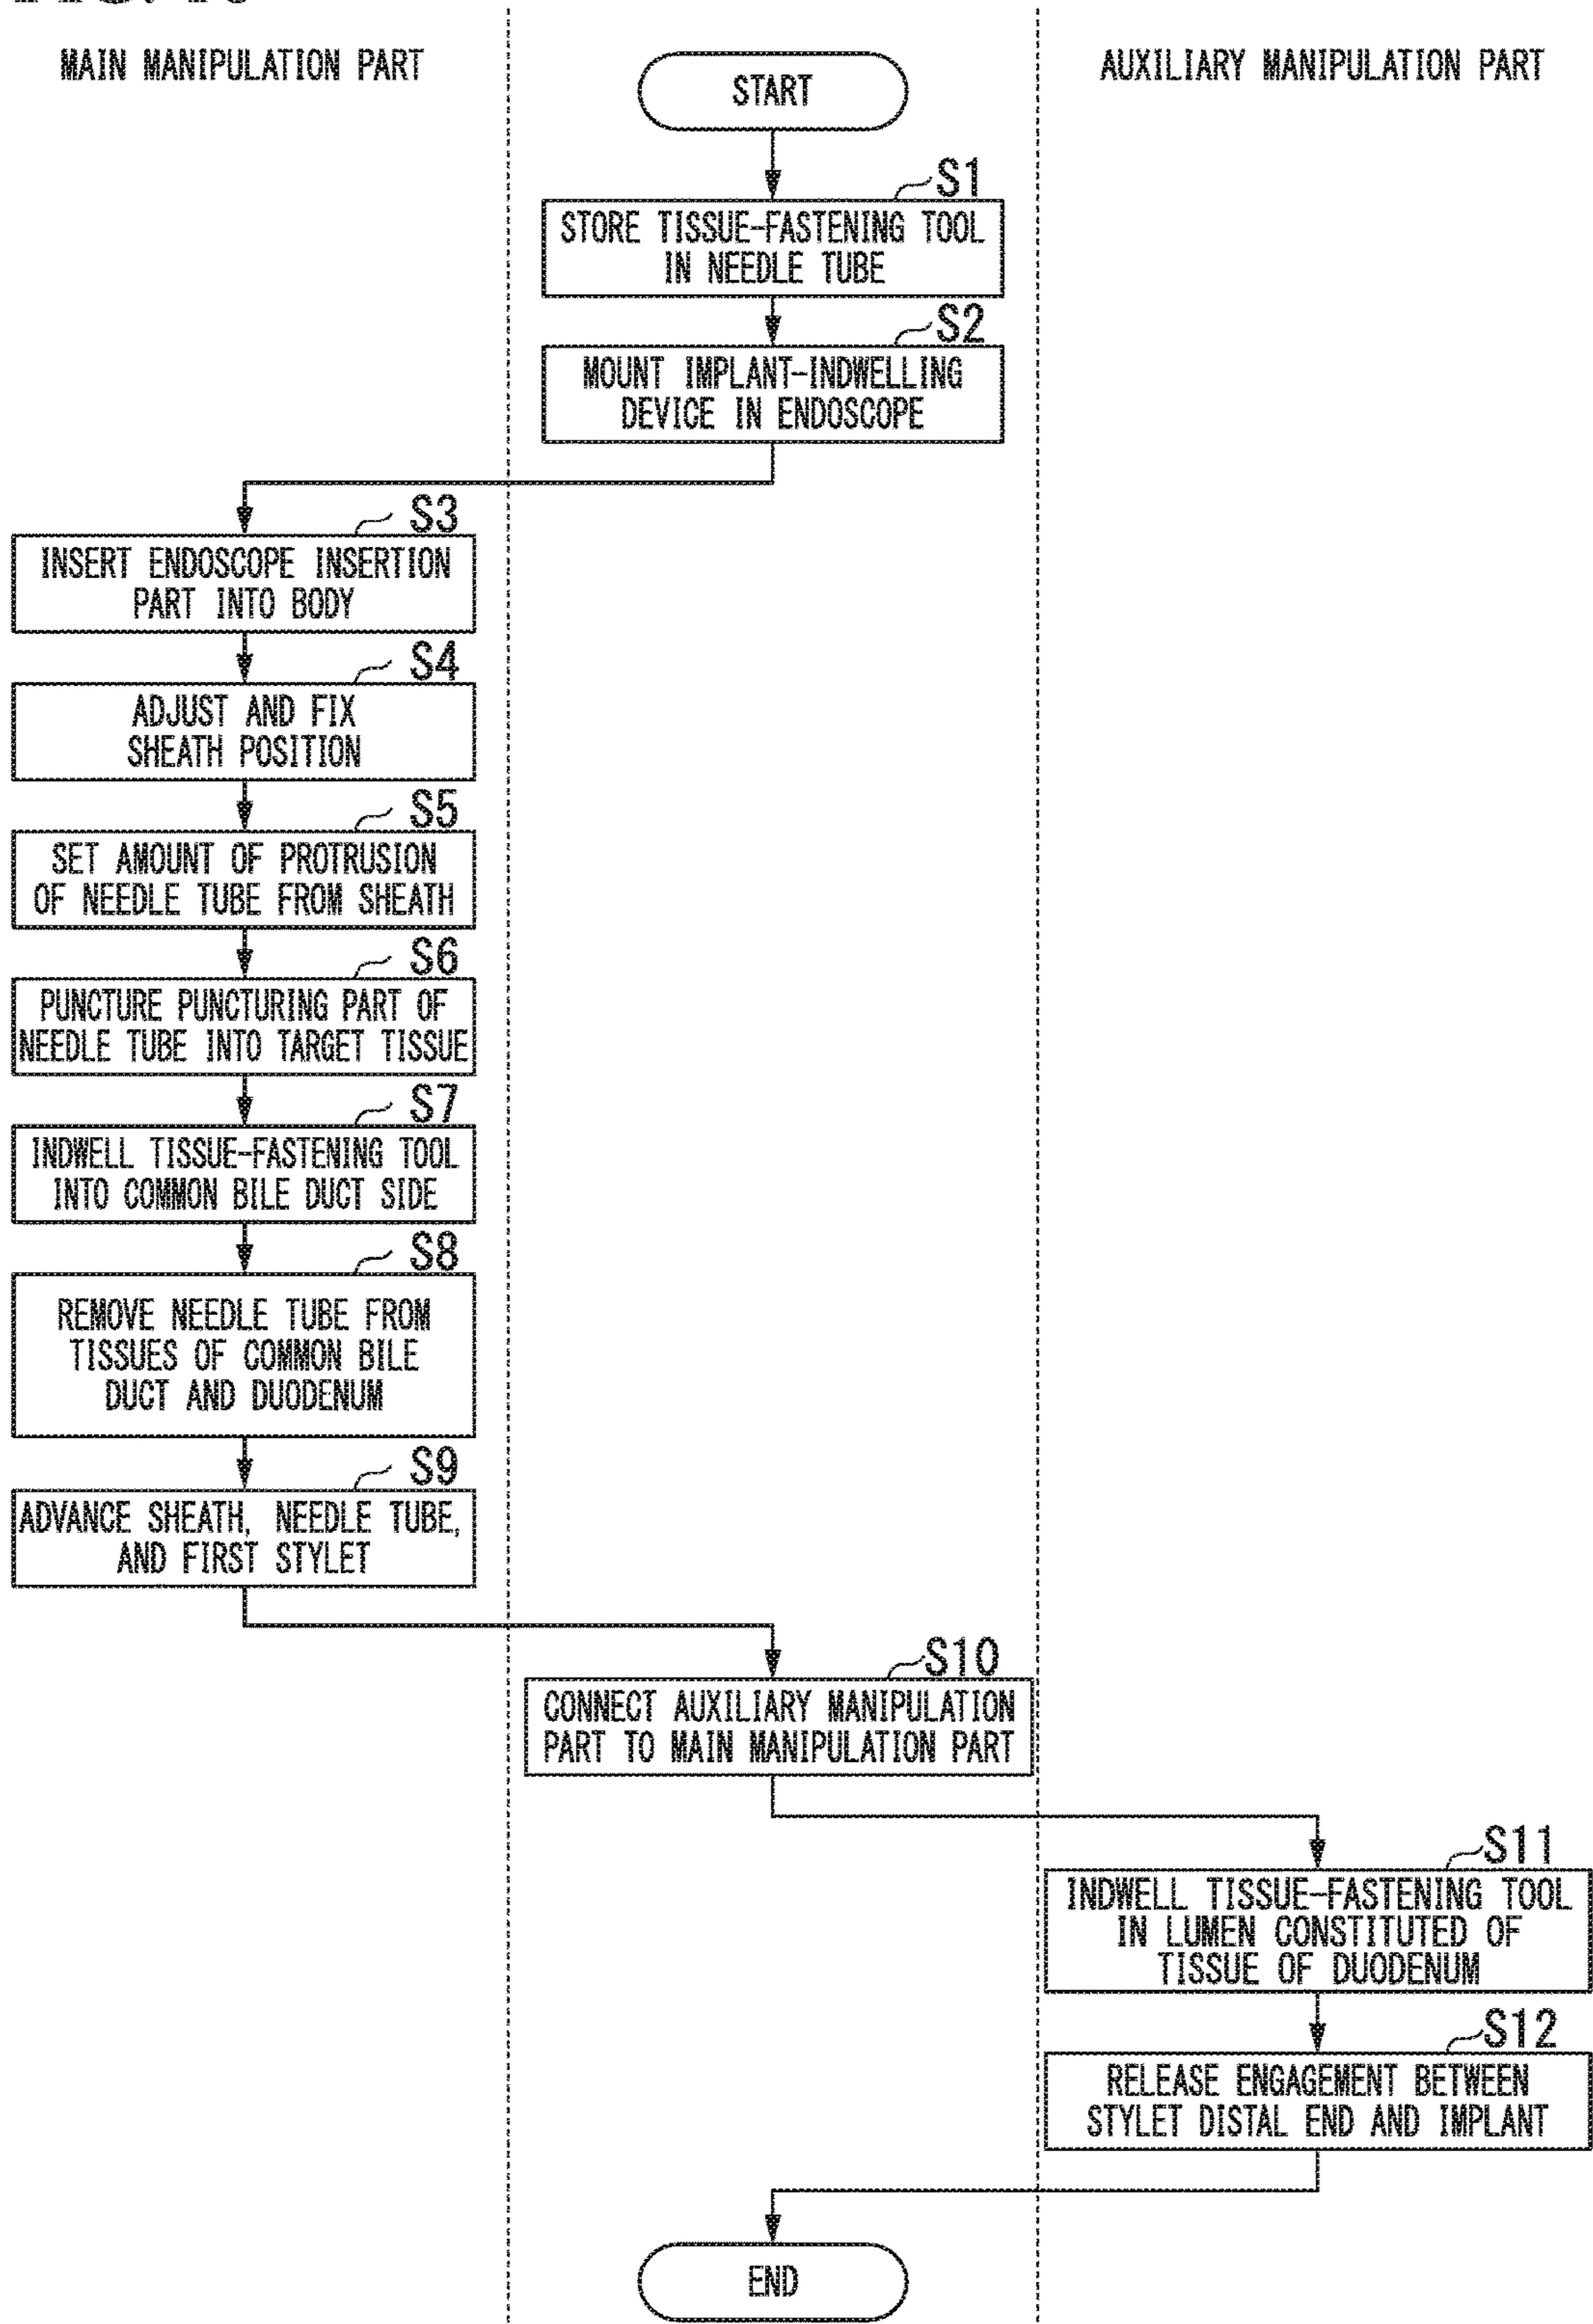 MAIN MANIPULATION PART
AUXILIARY MANIPULATION PART
START
S1
STORE TISSUE-FASTENING TOOL
IN NEEDLE TUBE
S2
MOUNT IMPLANT-INDWELLING
DEVICE IN ENDOSCOPE
S3
INSERT ENDOSCOPE INSERTION
PART INTO BODY
S4
ADJUST AND FIX
SHEATH POSITION
S5
SET AMOUNT OF PROTRUSION
OF NEEDLE TUBE FROM SHEATH
S6
PUNCTURE PUNCTURING PART OF
NEEDLE TUBE INTO TARGET TISSUE
S7
INDWELL TISSUE-FASTENING TOOL
INTO COMMON BILE DUCT SIDE
S8
REMOVE NEEDLE TUBE FROM
TISSUES OF COMMON BILE
DUCT AND DUODENUM
S9
ADVANCE SHEATH, NEEDLE TUBE,
AND FIRST STYLET
S10
CONNECT AUXILIARY MANIPULATION
PART TO MAIN MANIPULATION PART
S11
INDWELL TISSUE-FASTENING TOOL
IN LUMEN CONSTITUTED OF
TISSUE OF DUODENUM
S12
RELEASE ENGAGEMENT BETWEEN
STYLET DISTAL END AND IMPLANT
END